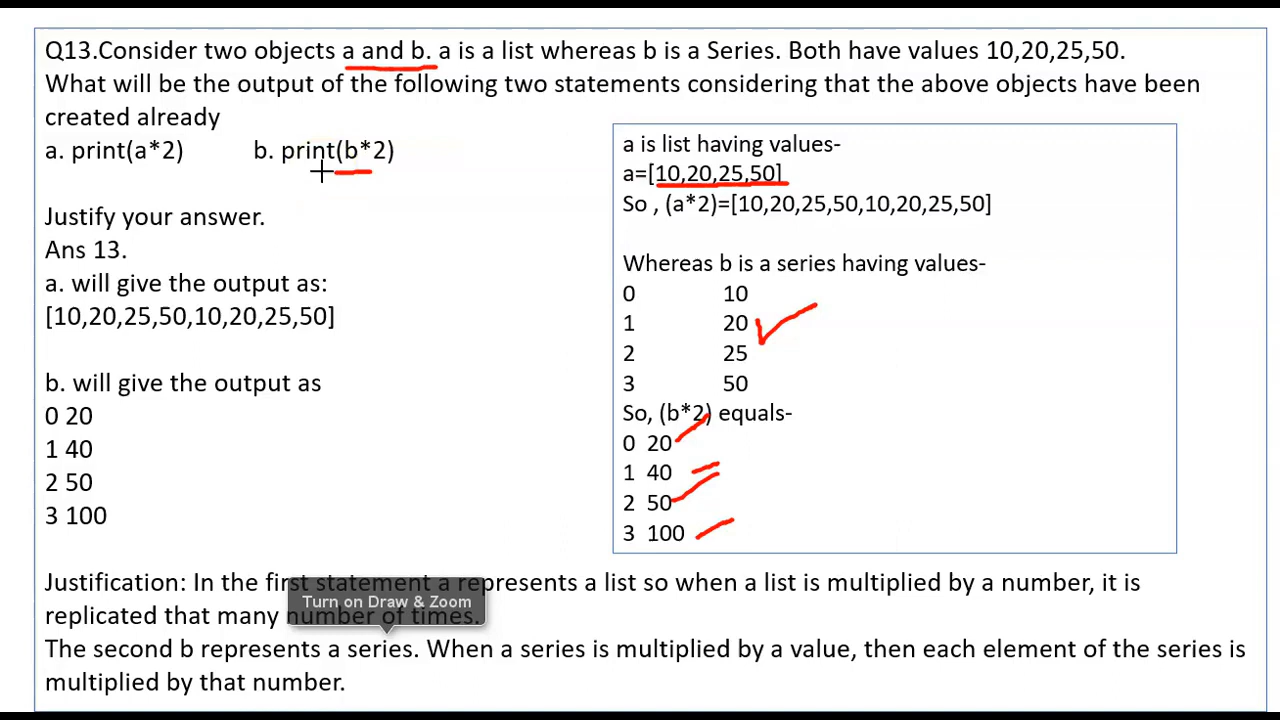 Q13.Consider two objects a and b. a is a list whereas b is a Series. Both have values 10,20,25,50.
What will be the output of the following two statements considering that the above objects have been
created already
a. print(a*2) b. print(b*2)
Justify your answer.
Ans 13.
a. will give the output as:
[10,20,25,50,10,20,25,50]
b. will give the output as
0 20
1 40
2 50
3 100
a is list having values-
a=[10,20,25,50]
So , (a*2)=[10,20,25,50,10,20,25,50]
Whereas b is a series having values-
0 10
1 20
2 25
3 50
So, (b*2) equals-
0 20
1 40
2 50
3 100
Justification: In the first statement a represents a list so when a list is multiplied by a number, it is
replicated that many number of times.
Turn on Draw & Zoom
The second b represents a series. When a series is multiplied by a value, then each element of the series is
multiplied by that number.